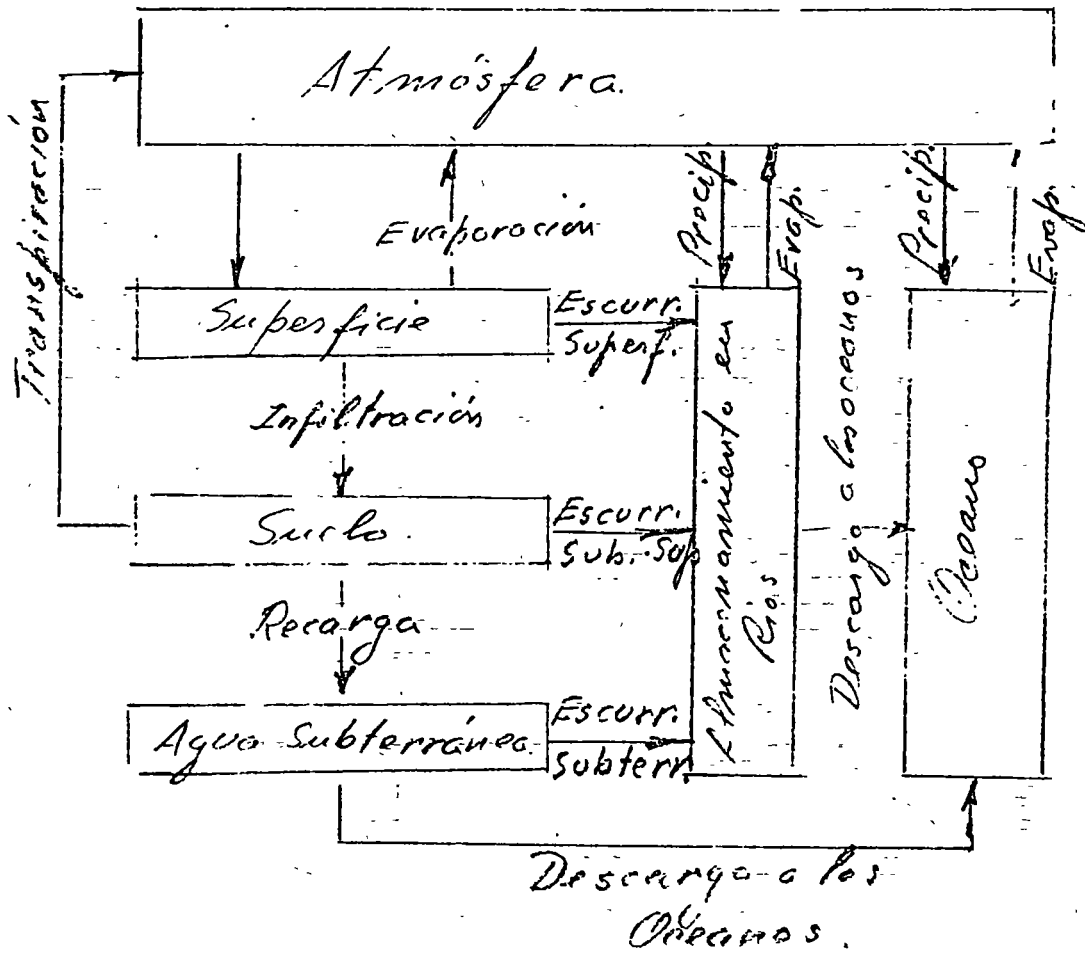 Atmósfera.
Transpiración
Evaporación
Precip.
Evap.
Precip.
Evap.
Superficie
Escurr.
Superf.
Infiltración
Suelo.
Escurr.
Sub.-Sup
Almacenamiento en
Ríos
Descarga a los oceanos
Océano
Recarga
Agua Subterránea.
Escurr.
Subterr.
Descarga a los
Océanos.